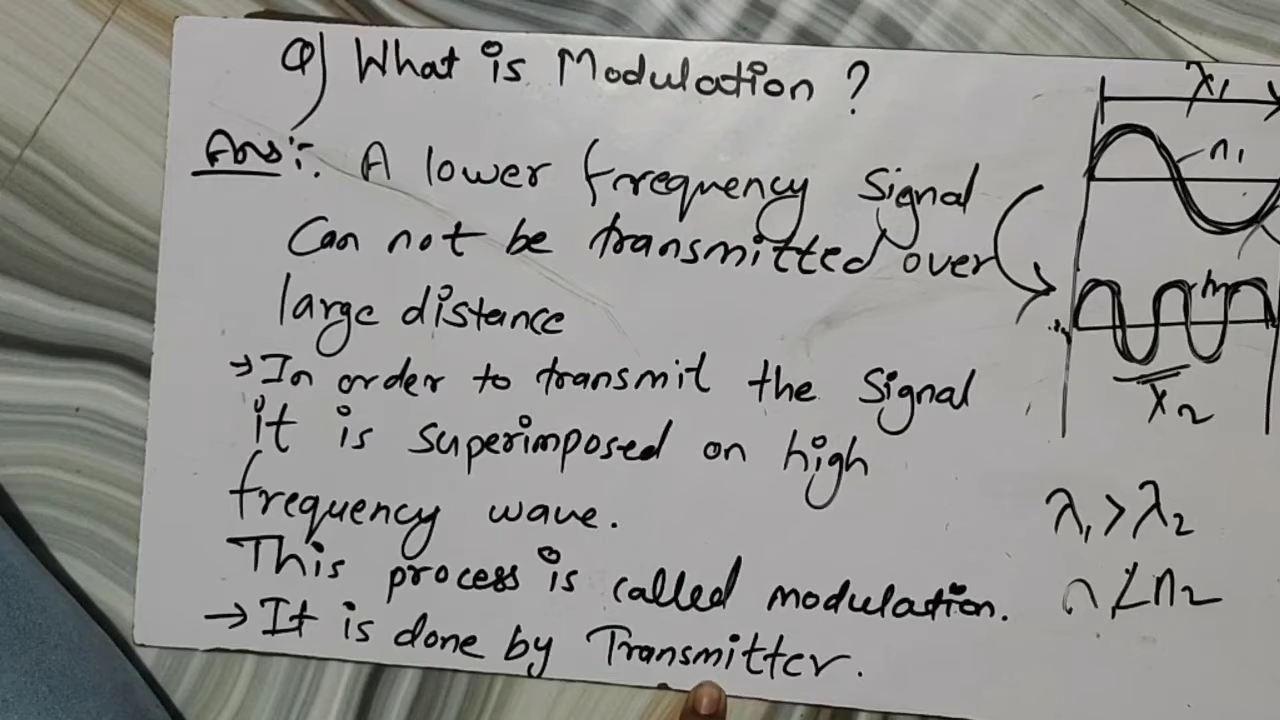 Q) What is Modulation ?
Ans:. A lower frequency Signal
Can not be transmitted over
large distance
→ In order to transmit the Signal
it is superimposed on high
frequency wave.
This process is called modulation.
→ It is done by Transmitter.
λ1
n1
λ2
λ1 > λ2
n < n2